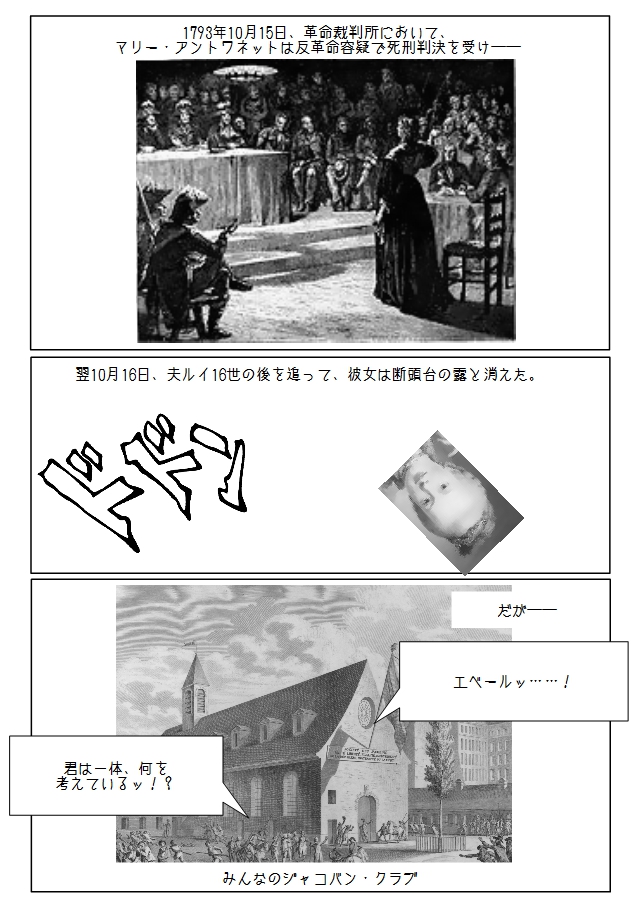 1793年10月15日、革命裁判所において、
マリー・アントワネットは反革命容疑で死刑判決を受け──
翌10月16日、夫ルイ16世の後を追って、彼女は断頭台の露と消えた。
ドドン
だが──
エベールッ……！
君は一体、何を
考えているッ！？
みんなのジャコバン・クラブ